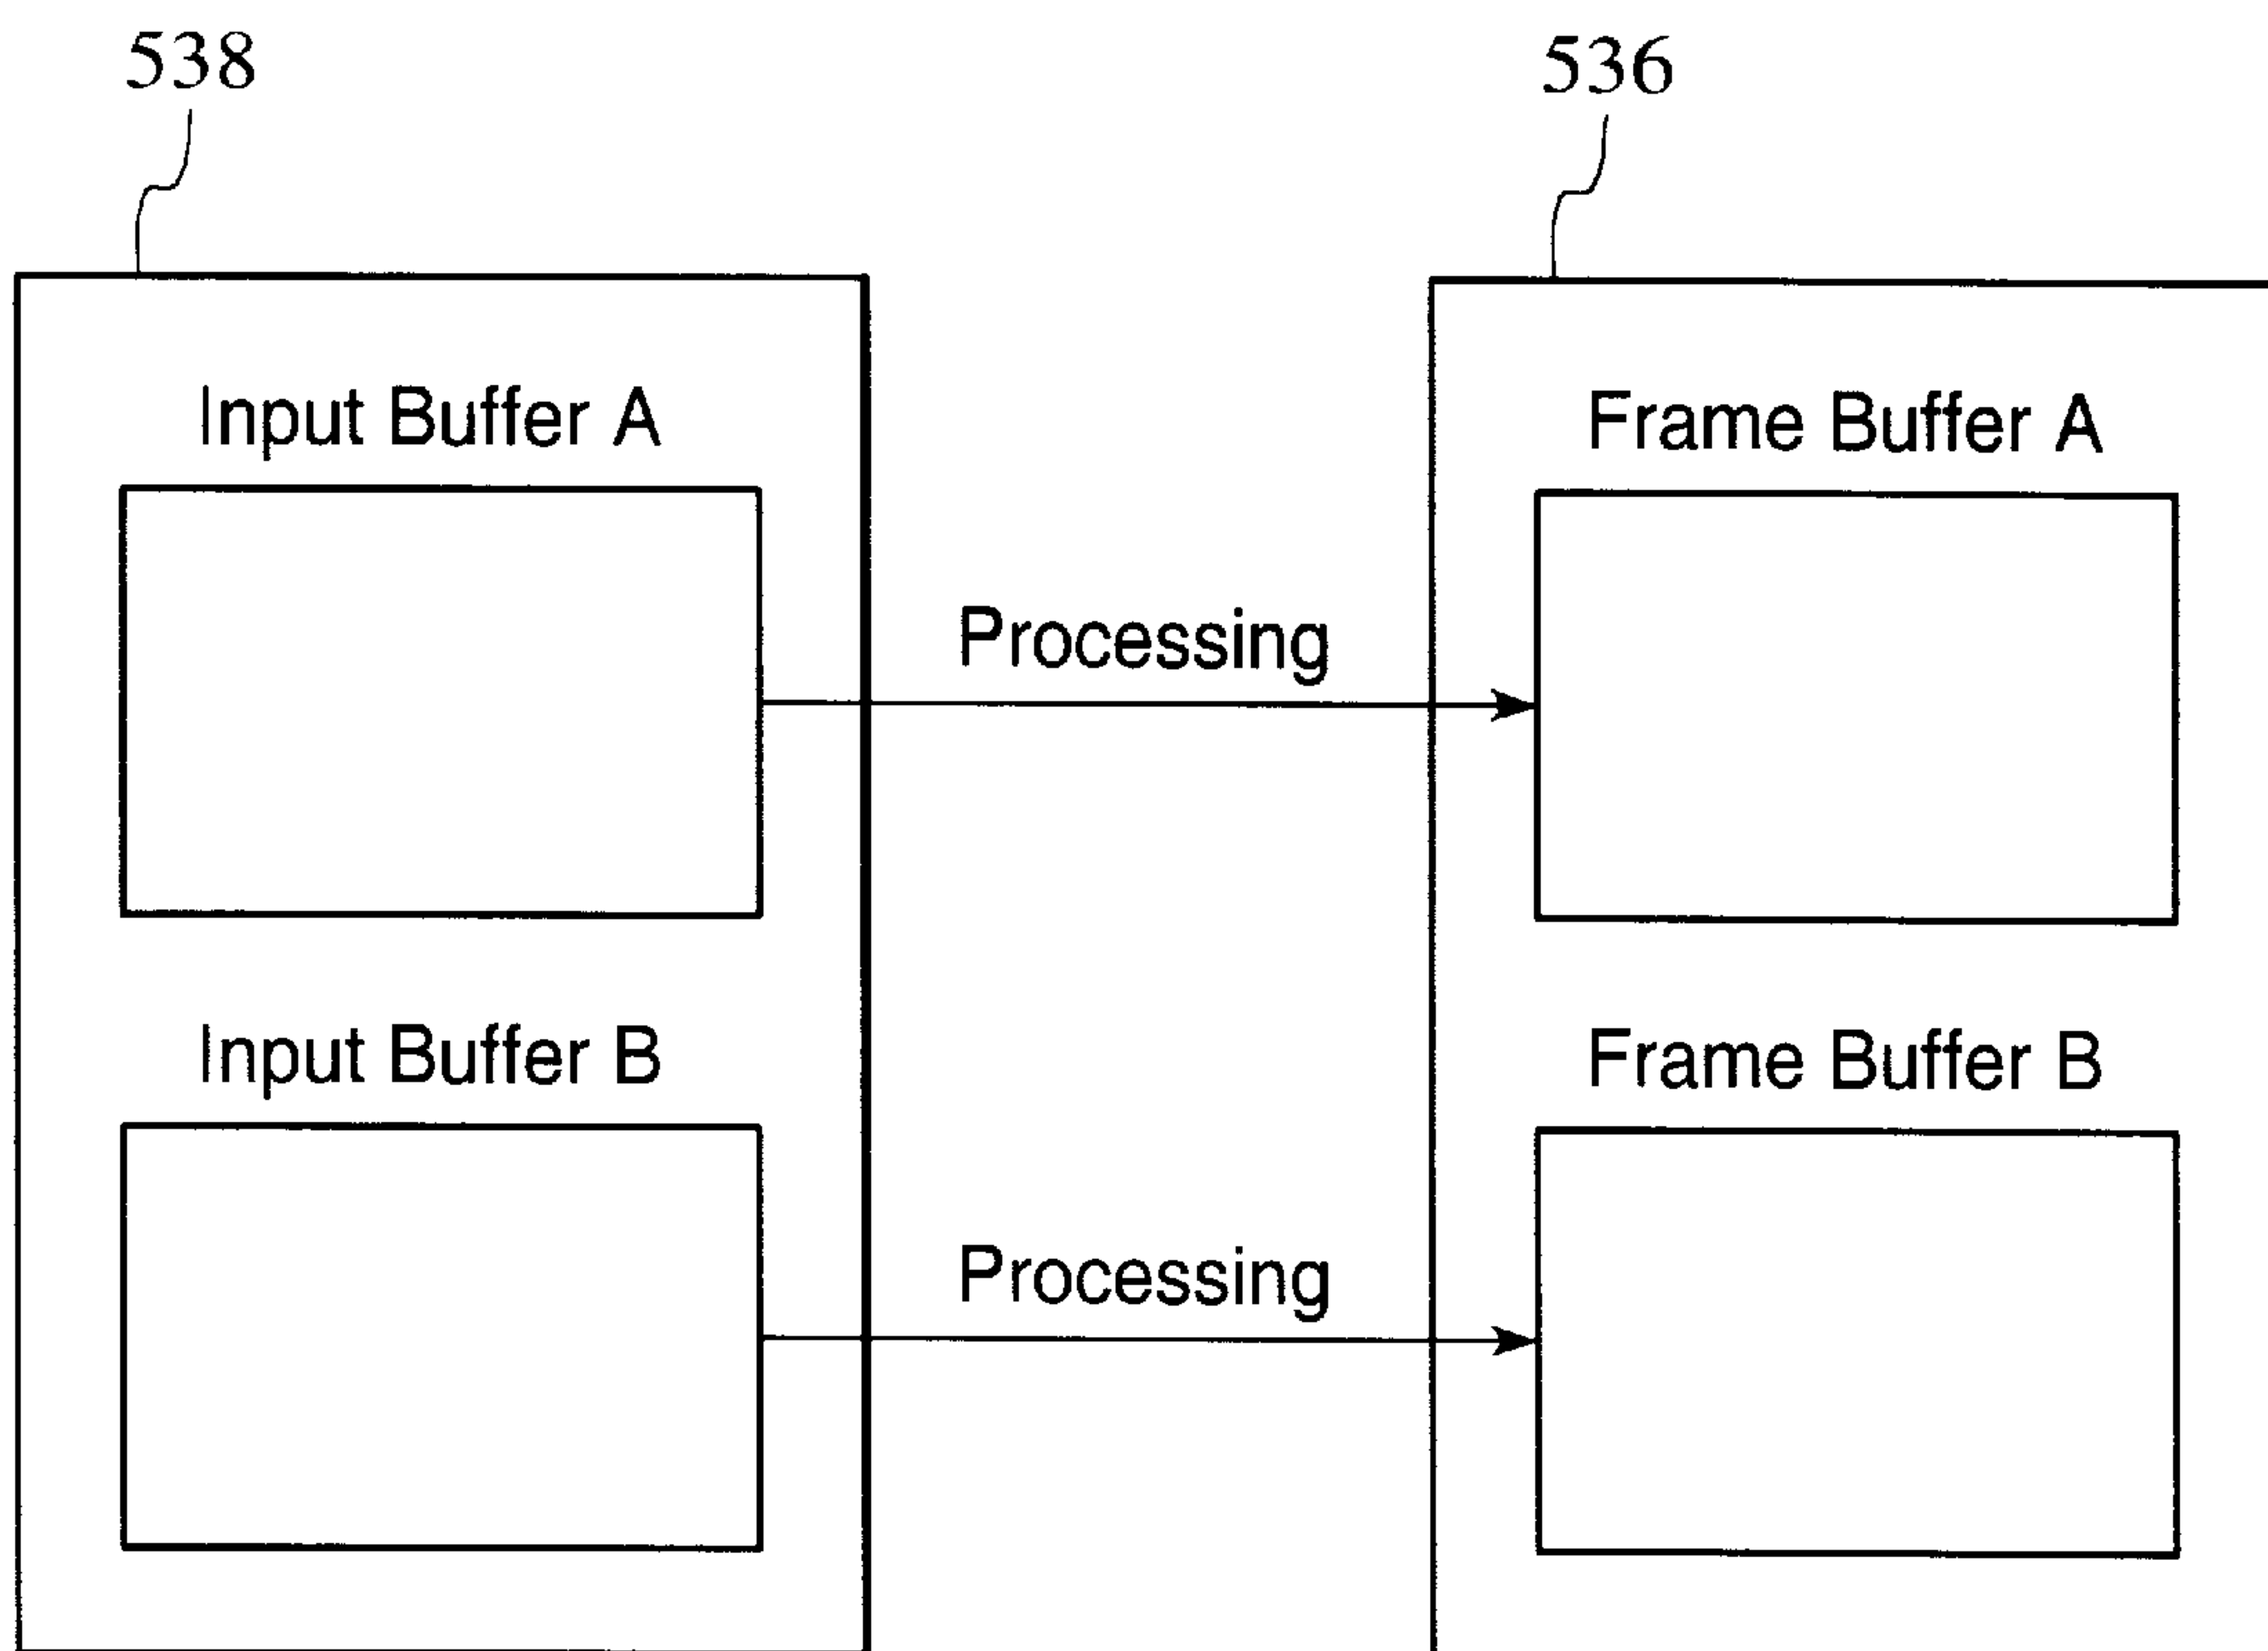 538
536
Input Buffer A
Frame Buffer A
Processing
Input Buffer B
Frame Buffer B
Processing